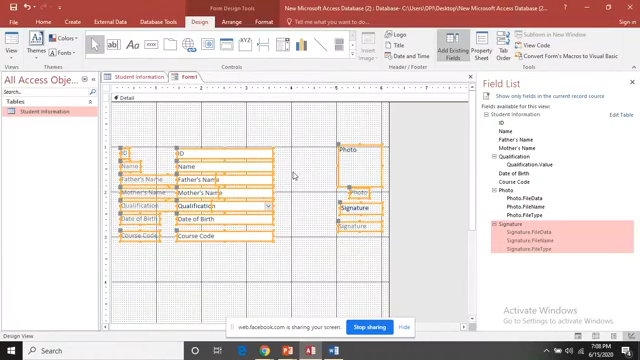 Form Design Tools
New Microsoft Access Database (2) : Database- C:\Users\DPI\Desktop\New Microsoft Access Databa...
Sign in
File
Home
Create
External Data
Database Tools
Design
Arrange
Format
Tell me what you want to do
View
Views
Themes
Colors
Fonts
Themes
Controls
Insert
Image
Logo
Title
Date and Time
Header / Footer
Add Existing
Fields
Property
Sheet
Tab
Order
Subform in New Window
View Code
Convert Form's Macros to Visual Basic
Tools
All Access Obje...
Search...
Tables
Student Information
Student Information
Form1
Detail
ID
ID
Name
Name
Father's Name
Father's Name
Mother's Name
Mother's Name
Qualification
Qualification
Date of Birth
Date of Birth
Course Code
Course Code
Photo
Photo
Signature
Signature
Field List
Show only fields in the current record source
Fields available for this view:
Student Information
Edit Table
ID
Name
Father's Name
Mother's Name
Qualification
Qualification.Value
Date of Birth
Course Code
Photo
Photo.FileData
Photo.FileName
Photo.FileType
Signature
Signature.FileData
Signature.FileName
Signature.FileType
Activate Windows
Go to Settings to activate Windows.
web.facebook.com is sharing your screen.
Stop sharing
Hide
Design View
Search
7:08 PM
6/15/2020